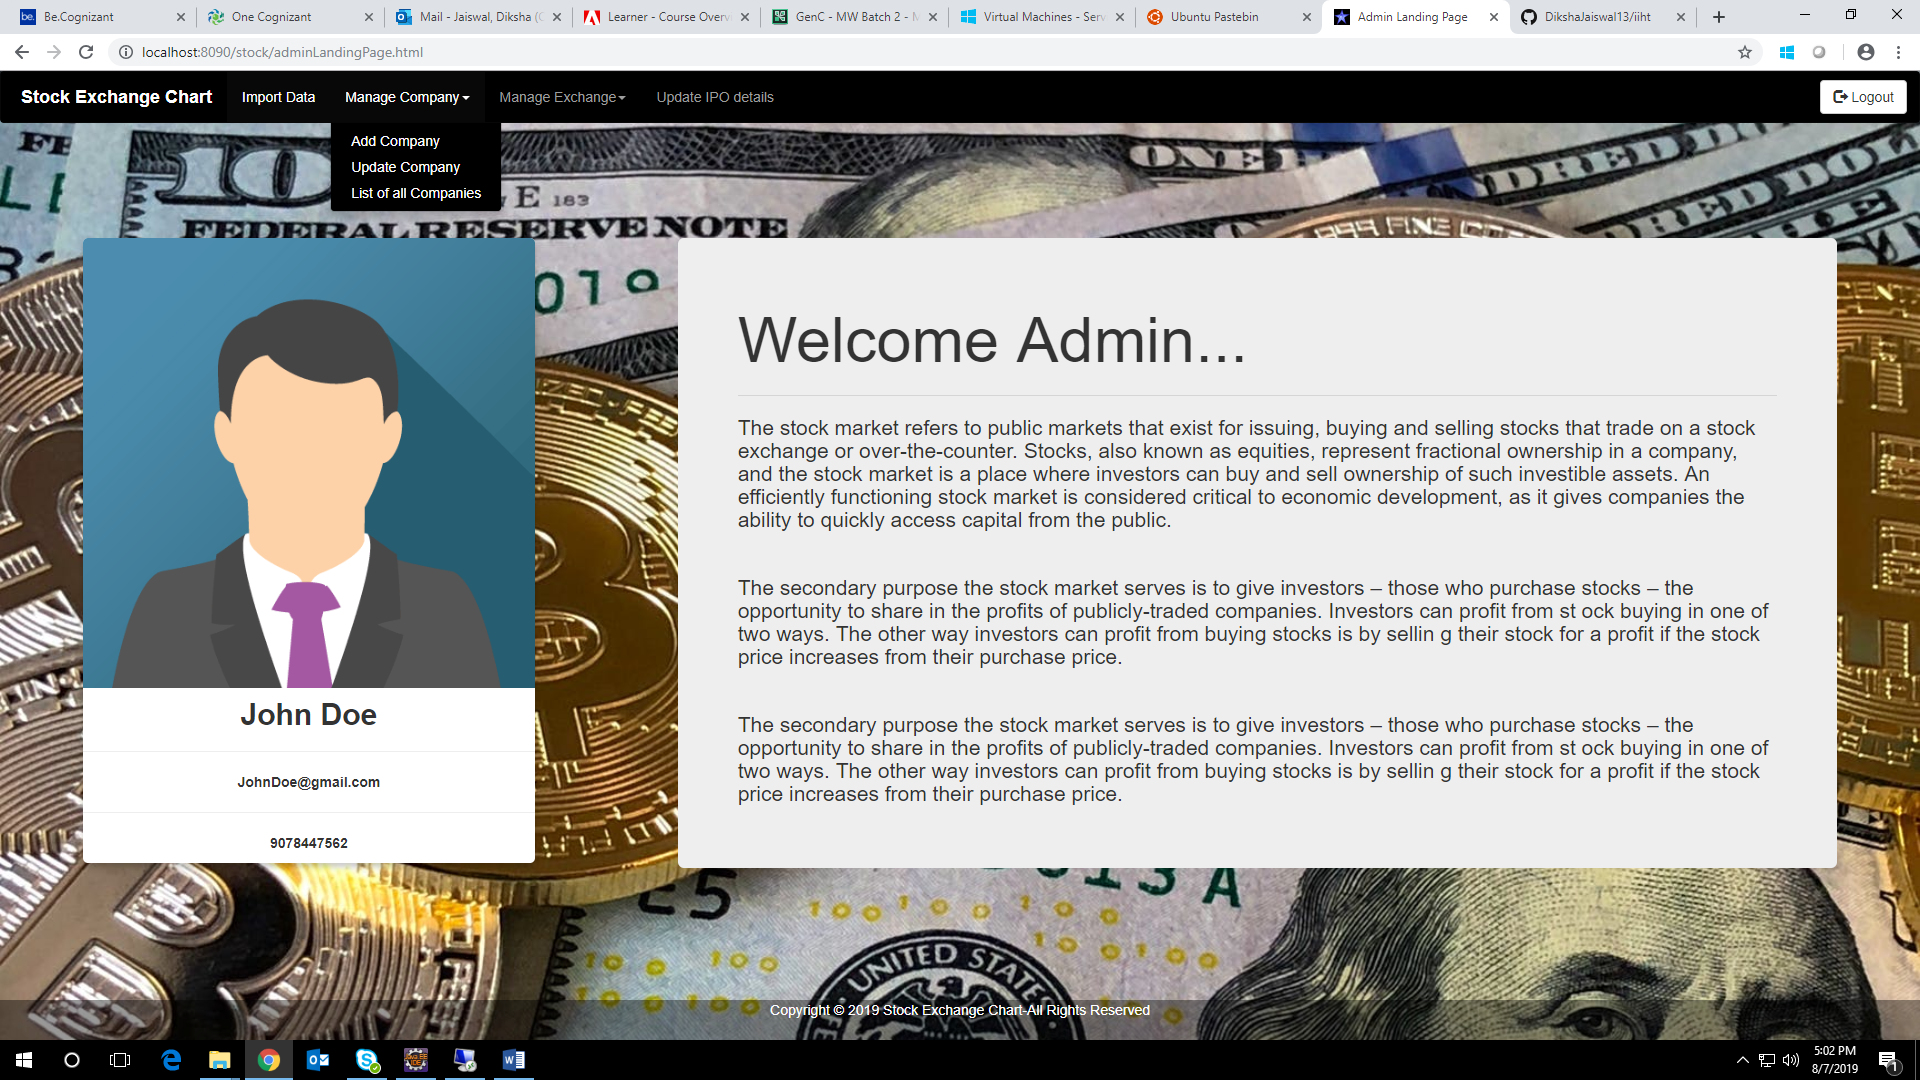 Be.Cognizant
One Cognizant
Mail - Jaiswal, Diksha (
Learner - Course Overv
GenC - MW Batch 2 - M
Virtual Machines - Serv
Ubuntu Pastebin
Admin Landing Page
DikshaJaiswal13/iiht
localhost:8090/stock/adminLandingPage.html
Stock Exchange Chart
Import Data
Manage Company
Manage Exchange
Update IPO details
Logout
Add Company
Update Company
List of all Companies
ONE
10
E 183
FEDERAL RESERVE NOTE
2019
999 FINE COPPER
Welcome Admin...
The stock market refers to public markets that exist for issuing, buying and selling stocks that trade on a stock
exchange or over-the-counter. Stocks, also known as equities, represent fractional ownership in a company,
and the stock market is a place where investors can buy and sell ownership of such investible assets. An
efficiently functioning stock market is considered critical to economic development, as it gives companies the
ability to quickly access capital from the public.
The secondary purpose the stock market serves is to give investors – those who purchase stocks – the
opportunity to share in the profits of publicly-traded companies. Investors can profit from st ock buying in one of
two ways. The other way investors can profit from buying stocks is by sellin g their stock for a profit if the stock
price increases from their purchase price.
The secondary purpose the stock market serves is to give investors – those who purchase stocks – the
opportunity to share in the profits of publicly-traded companies. Investors can profit from st ock buying in one of
two ways. The other way investors can profit from buying stocks is by sellin g their stock for a profit if the stock
price increases from their purchase price.
John Doe
JohnDoe@gmail.com
9078447562
UNITED STATES
Copyright © 2019 Stock Exchange Chart-All Rights Reserved
5:02 PM
8/7/2019
1